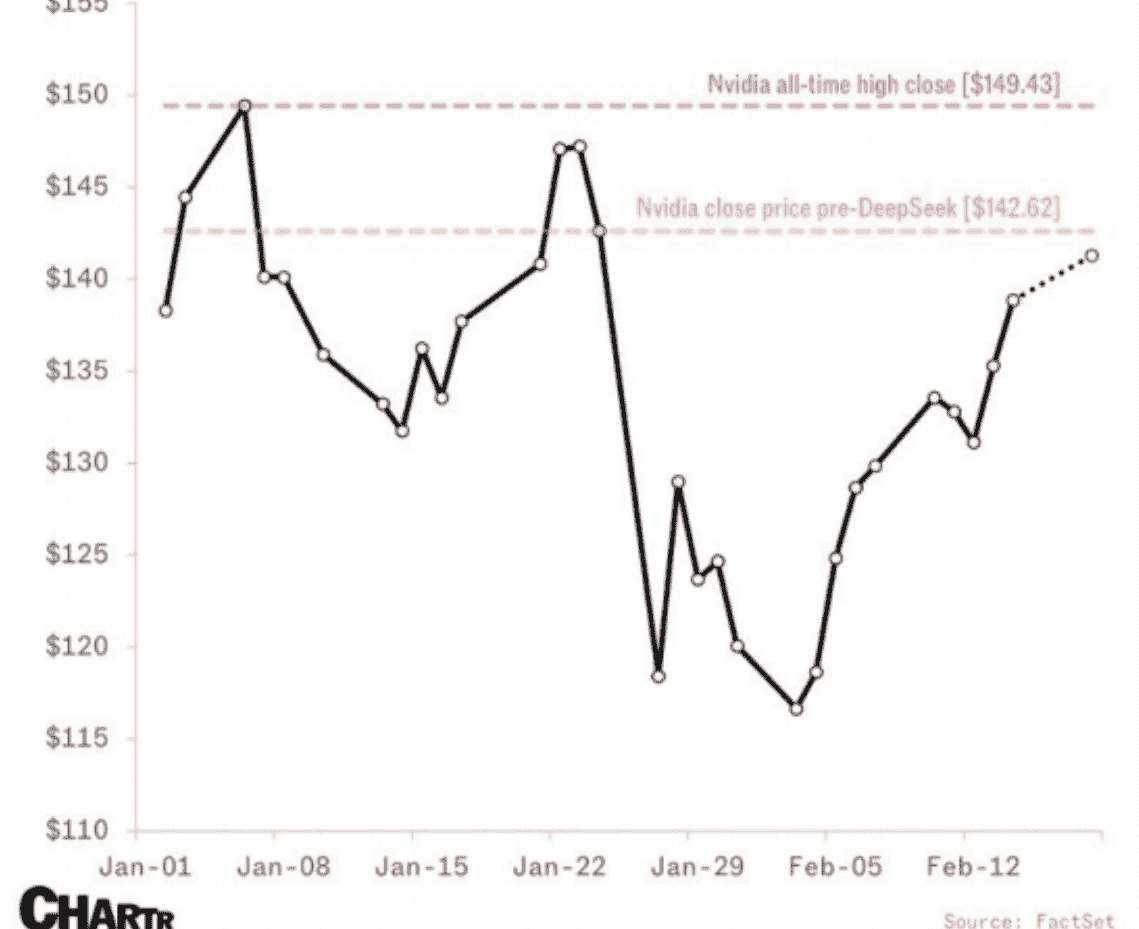 $155
$150
Nvidia all-time high close [$149.43]
$145
Nvidia close price pre-DeepSeek [$142.62]
$140
$135
$130
$125
$120
$115
$110
Jan-01 Jan-08 Jan-15 Jan-22 Jan-29 Feb-05 Feb-12
CHARTR
Source: FactSet